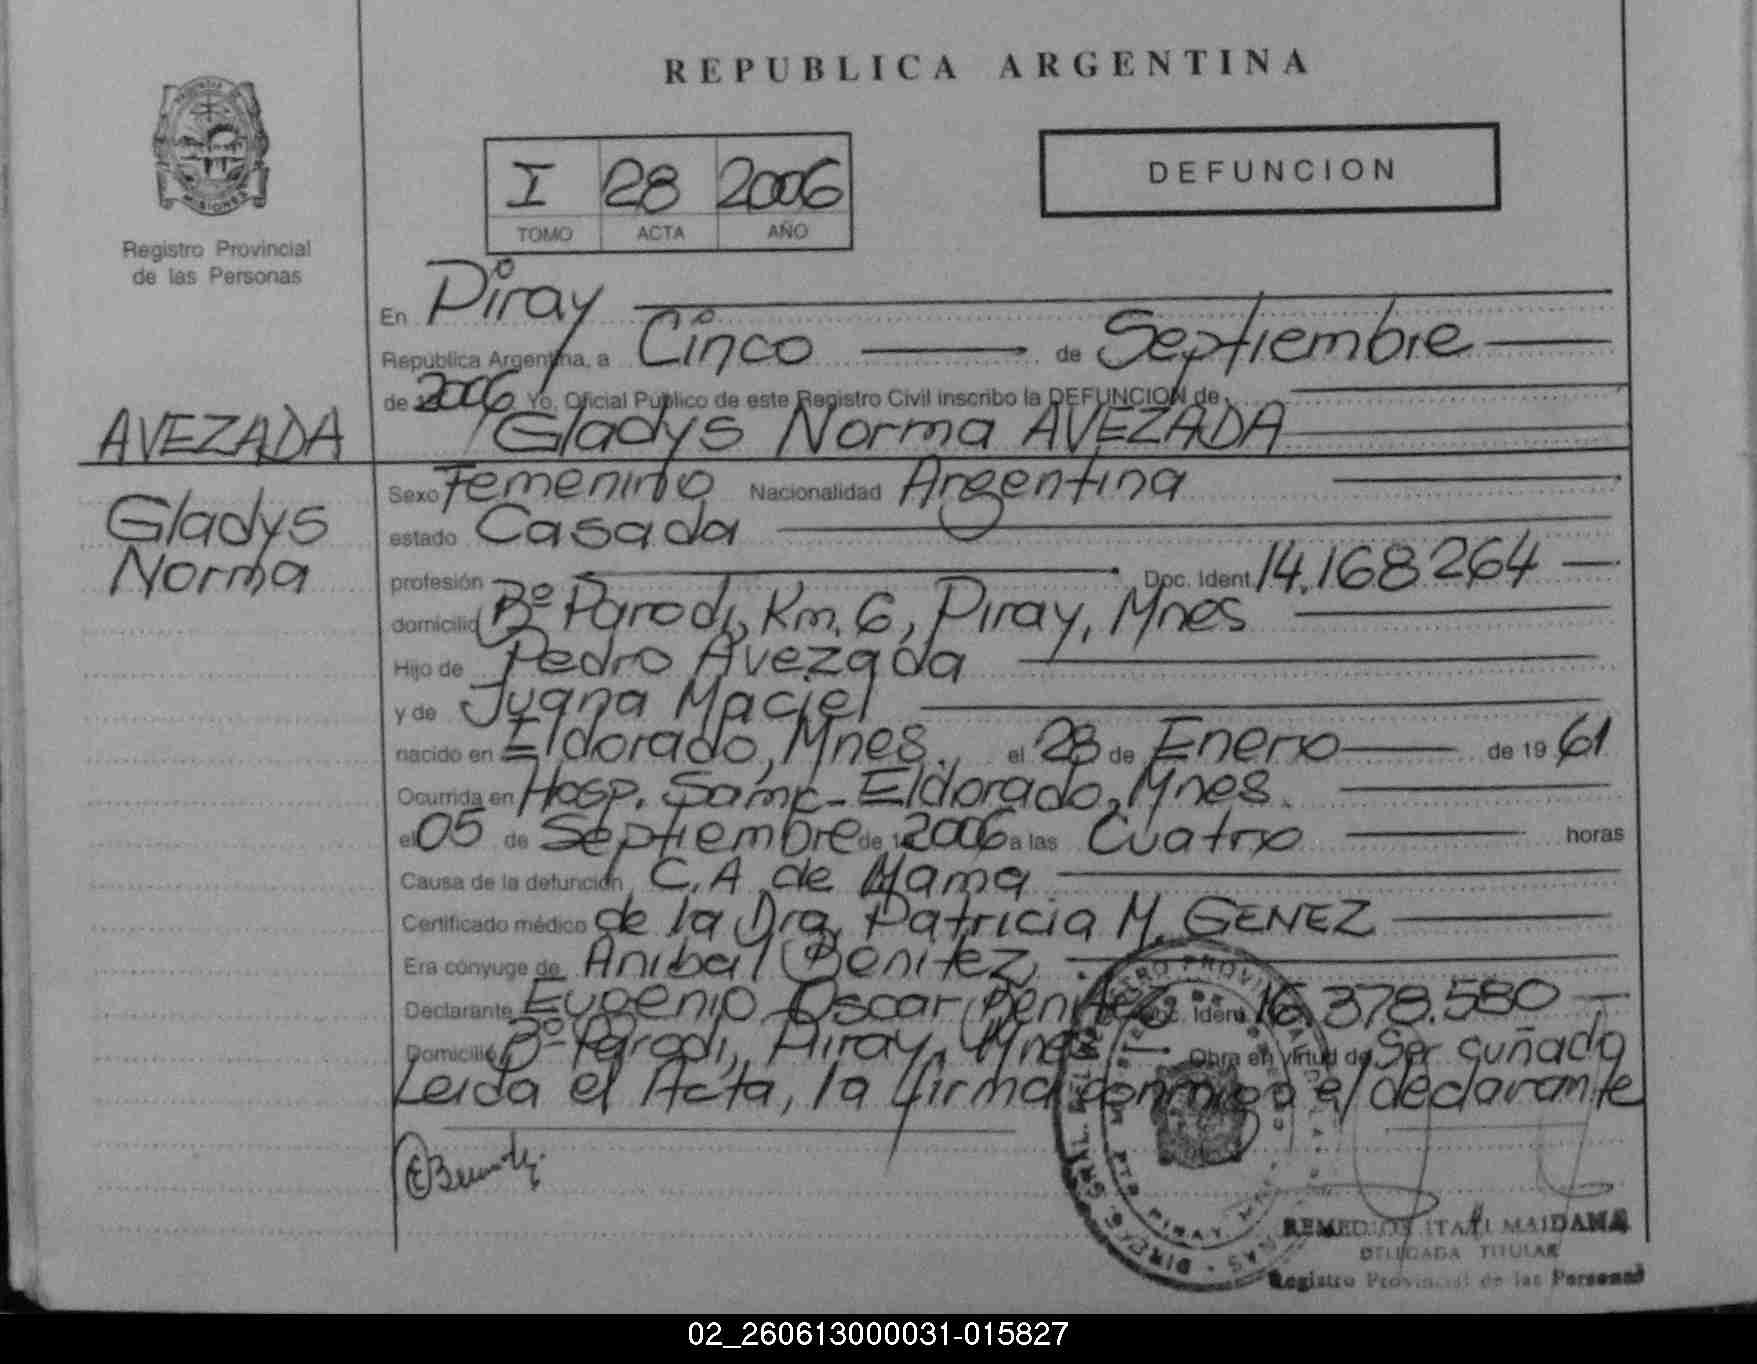 REPUBLICA ARGENTINA
I 28 2006
TOMO ACTA AÑO
DEFUNCION
MISIONES
Registro Provincial
de las Personas
En Piray
República Argentina, a Cinco de Septiembre
de 2006 Yo, Oficial Público de este Registro Civil inscribo la DEFUNCION de
Gladys Norma AVEZADA
AVEZADA
Gladys
Norma
Sexo Femenino Nacionalidad Argentina
estado Casada
profesión Doc. Ident. 14.168.264
domicilio Bº Parodi, Km. 6, Piray, Mnes
Hijo de Pedro Avezada
y de Juana Maciel
nacido en Eldorado, Mnes. el 28 de Enero de 19 61
Ocurrida en Hosp. Samc - Eldorado, Mnes.
el 05 de Septiembre de 2006 a las Cuatro horas
Causa de la defunción C.A de Mama
Certificado médico de la Dra. Patricia M. GENEZ
Era cónyuge de Anibal Benitez
Declarante Eugenio Oscar Benitez Doc. Ident. 16.378.580
Domicilio Bº Parodi, Piray, Mnes Obra en virtud de Ser cuñado
Leida el Acta, la firma conmigo el declarante
REMEDIOS ITATI MAIDANA
DELEGADA TITULAR
Registro Provincial de las Personas
02_260613000031-015827